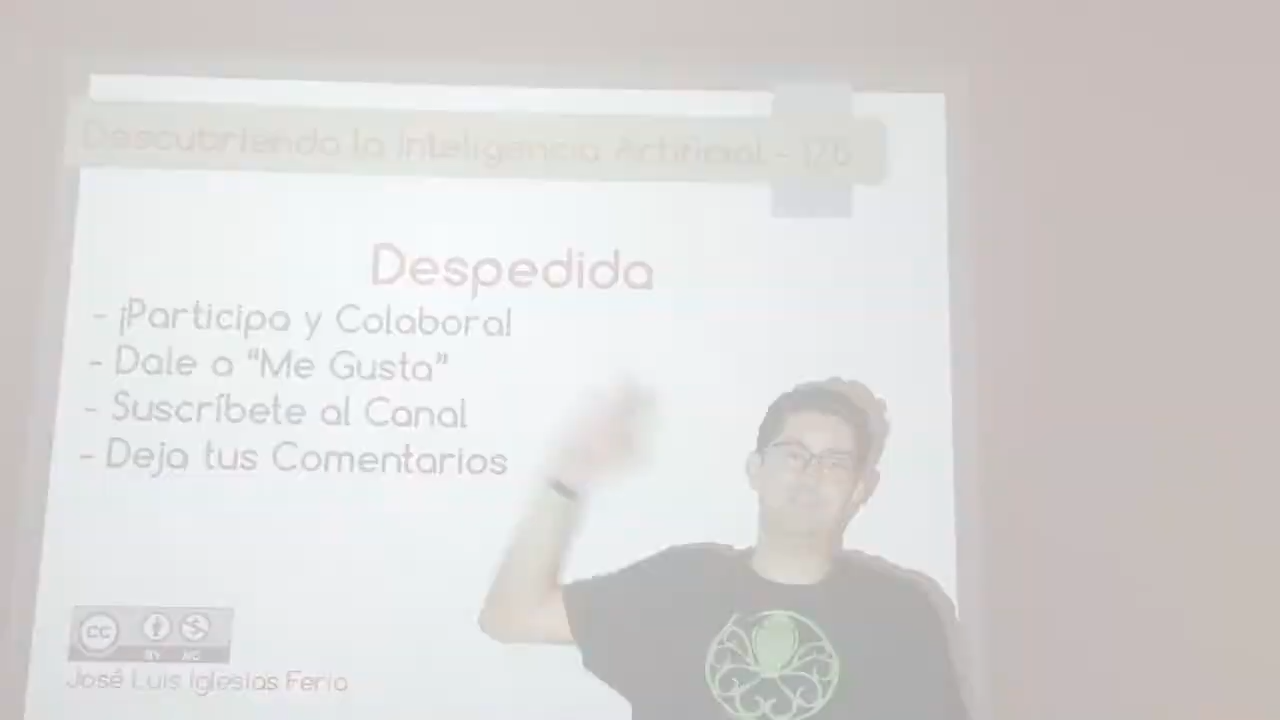 Descubriendo la Inteligencia Artificial - 176
Despedida
- ¡Participa y Colabora!
- Dale a "Me Gusta"
- Suscríbete al Canal
- Deja tus Comentarios
CC
BY NC
José Luis Iglesias Feria